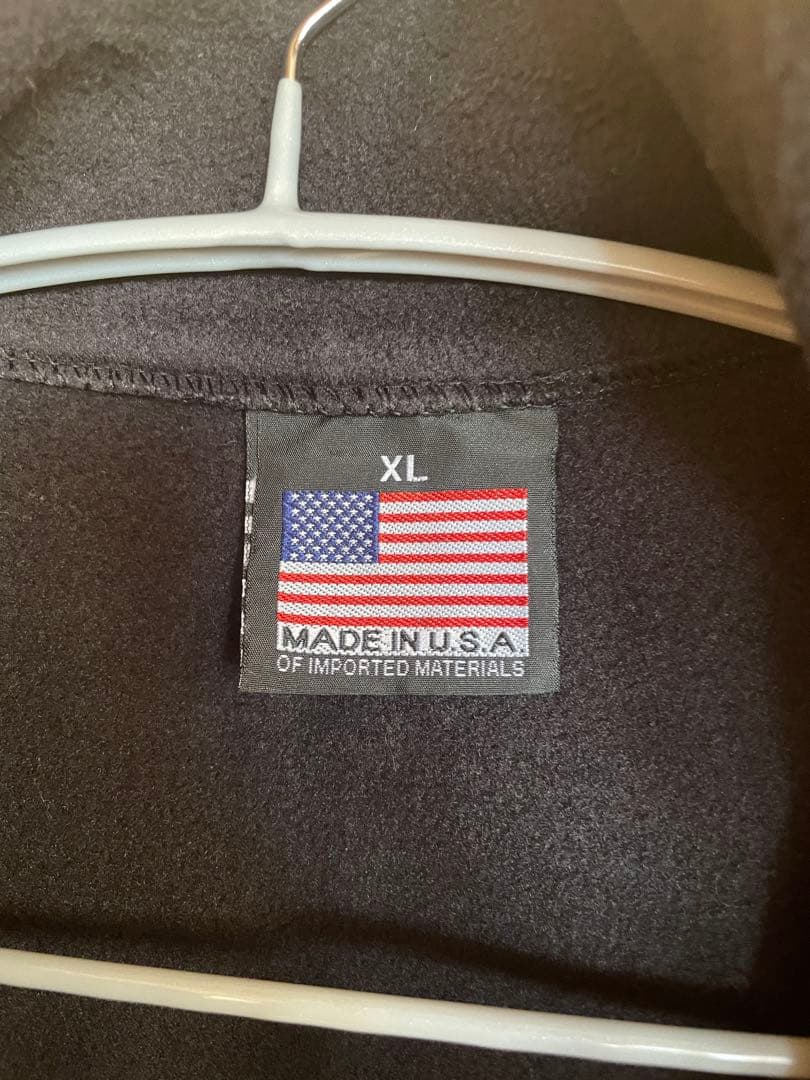 XL
MADE IN U.S.A
OF IMPORTED MATERIALS